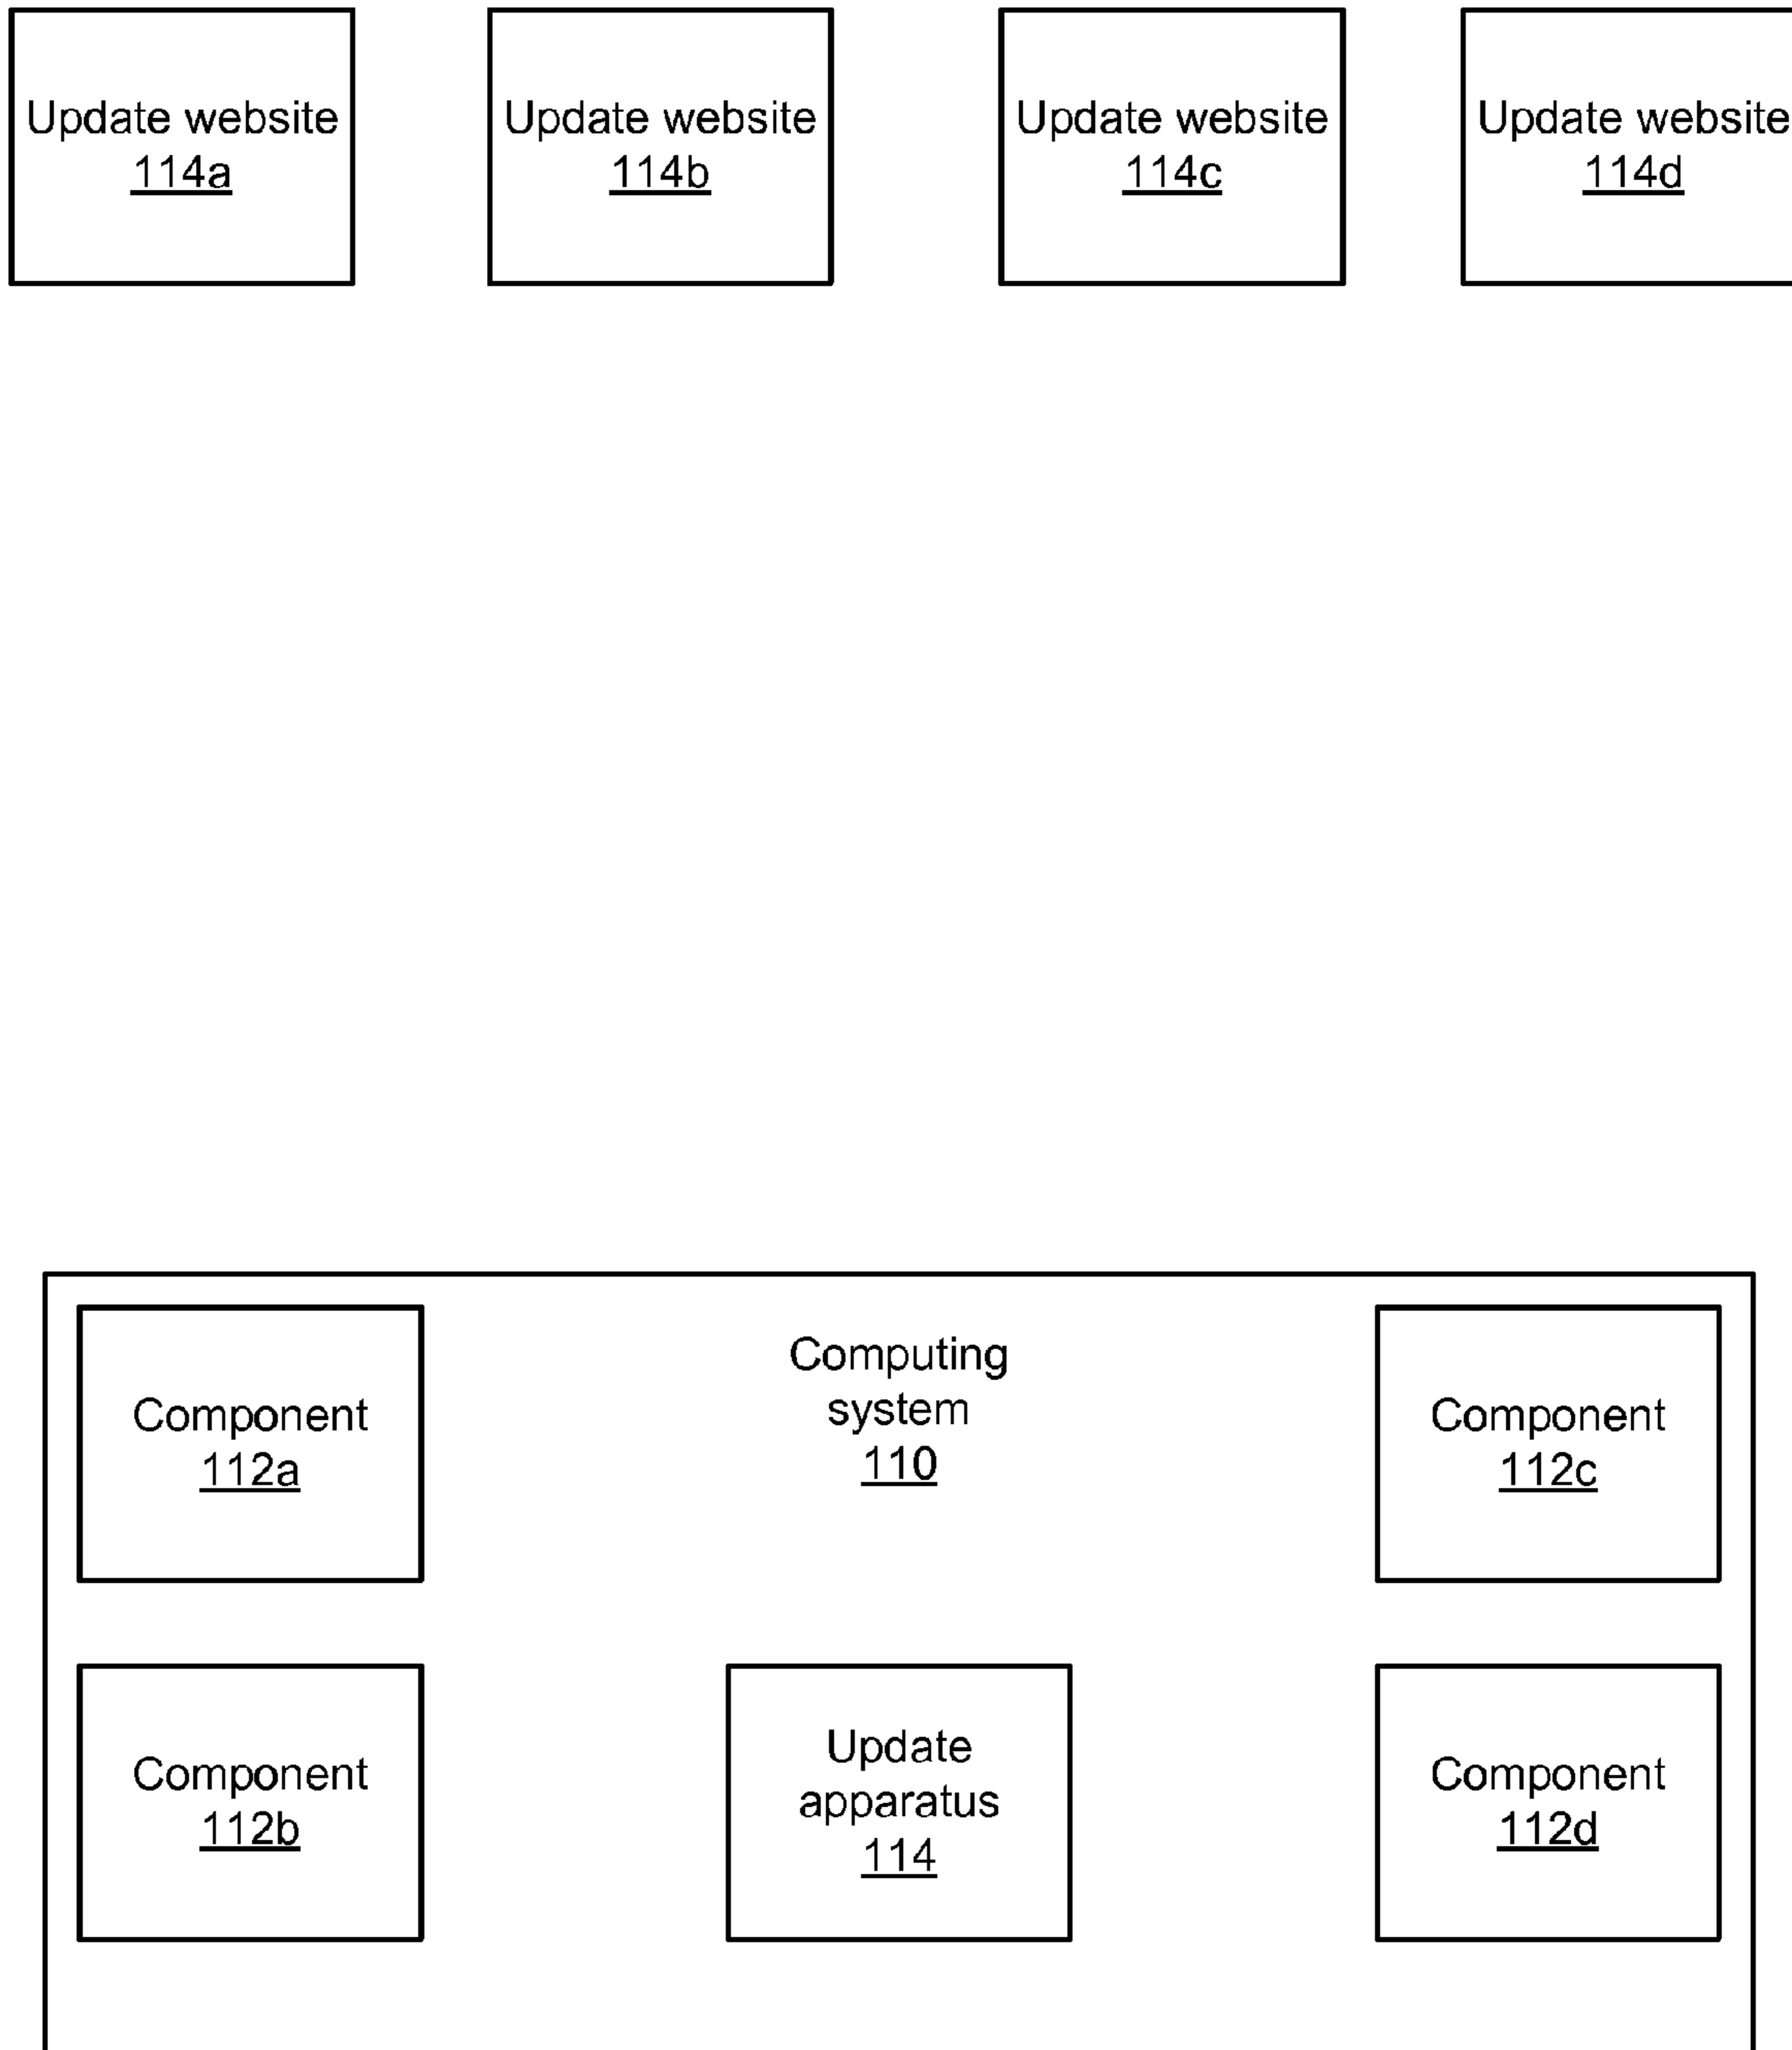 Update website
114a
Update website
114b
Update website
114c
Update website
114d
Computing
system
110
Component
112a
Component
112c
Component
112b
Update
apparatus
114
Component
112d